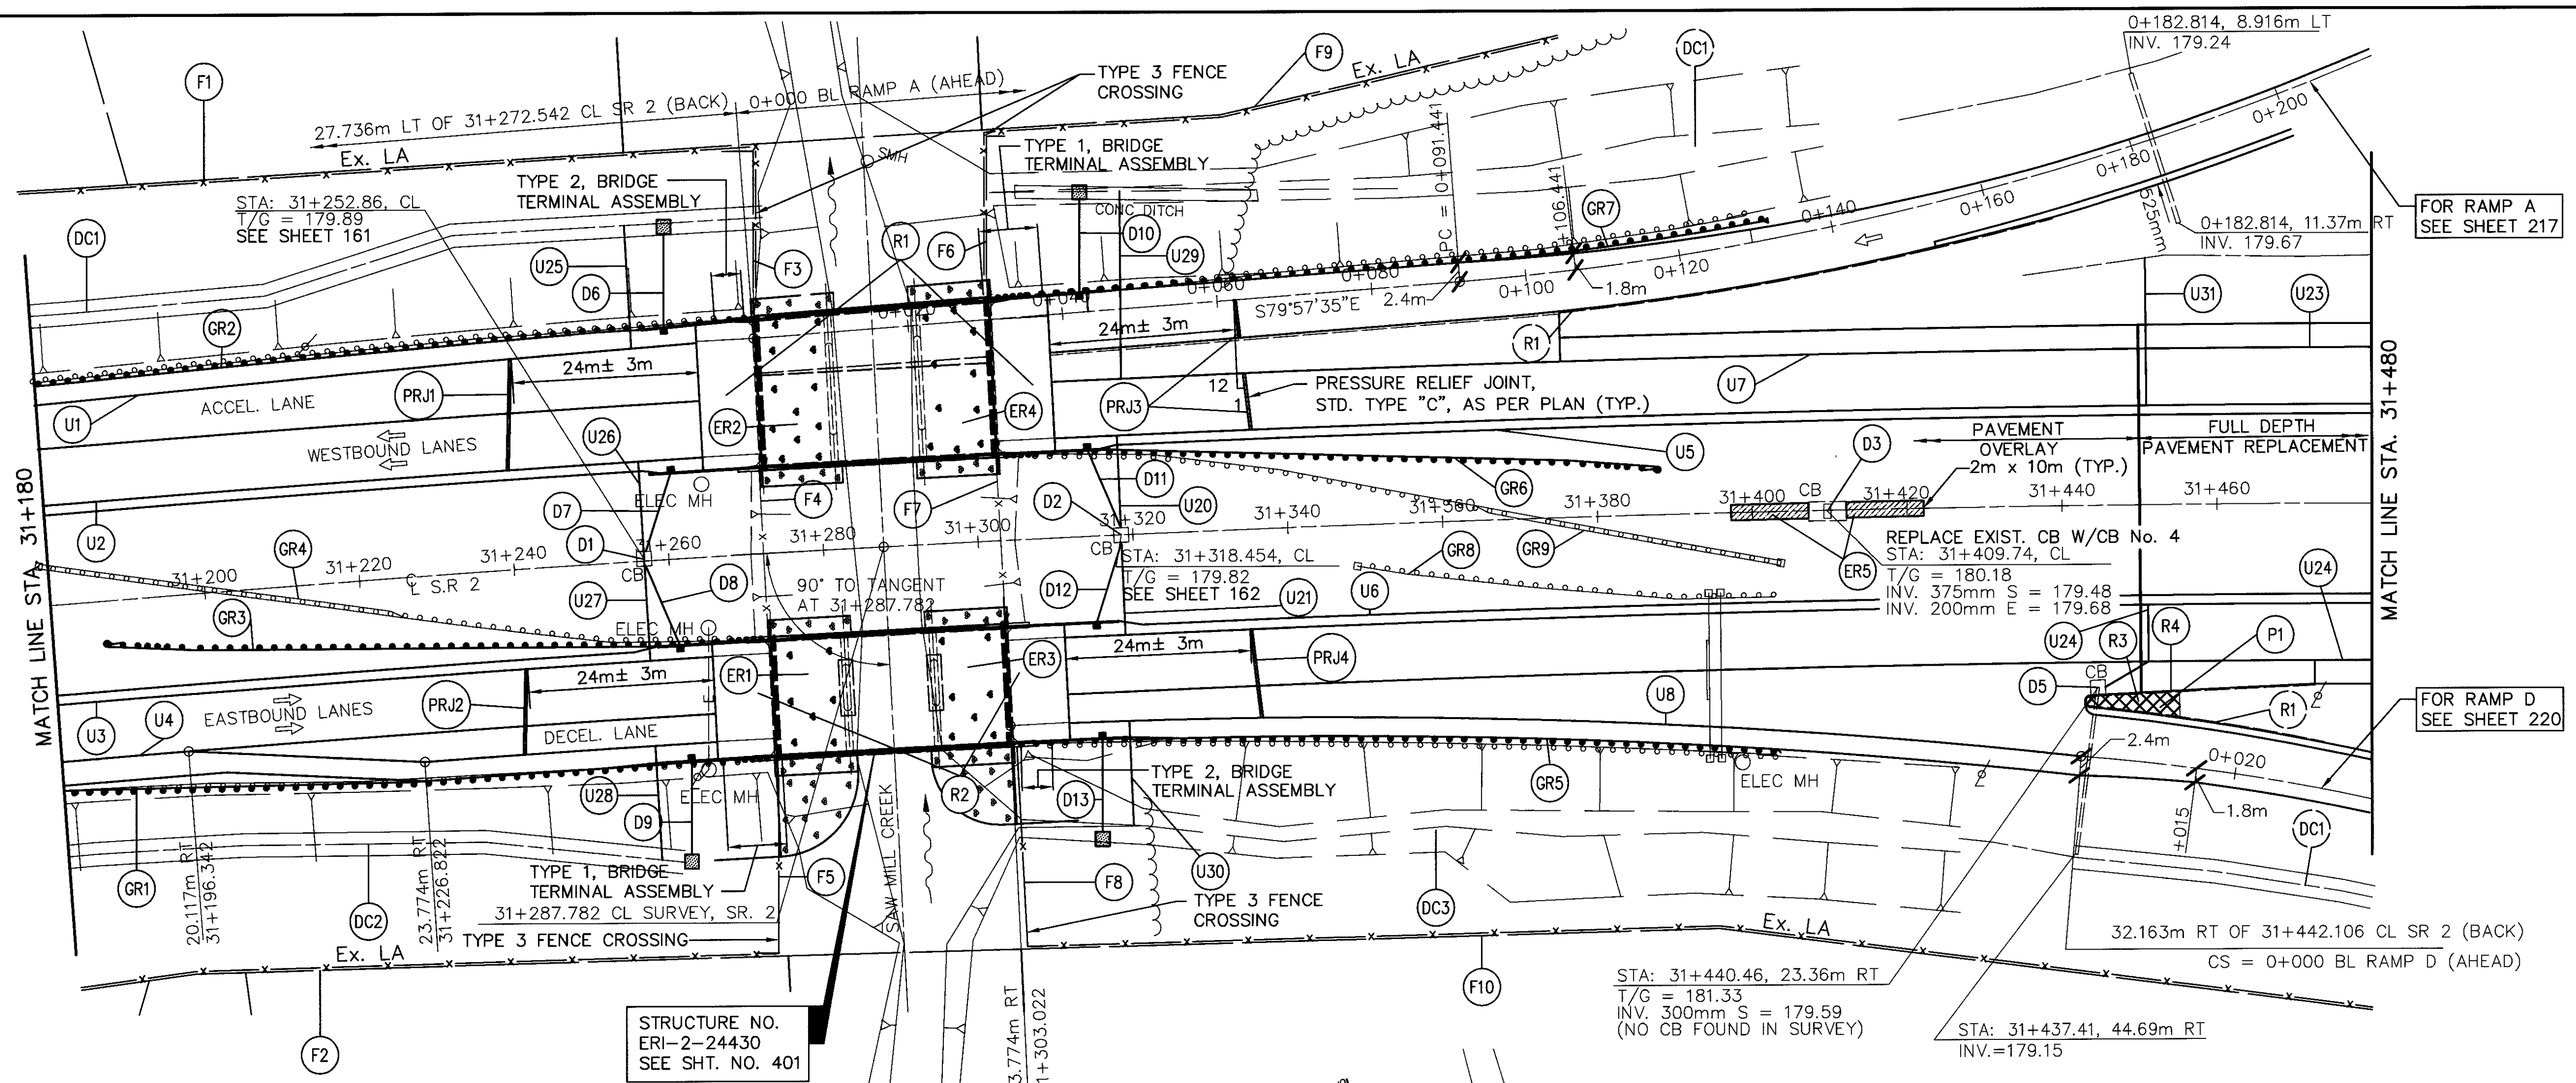 0+182.814, 8.916m LT
INV. 179.24
F1
F9
Ex. LA
DC1
TYPE 3 FENCE
CROSSING
27.736m LT OF 31+272.542 CL SR 2 (BACK)
0+000 BL RAMP A (AHEAD)
Ex. LA
SMH
TYPE 1, BRIDGE
TERMINAL ASSEMBLY
TYPE 2, BRIDGE
TERMINAL ASSEMBLY
STA: 31+252.86, CL
T/G = 179.89
SEE SHEET 161
PC = 0+091.441
+106.441
GR7
0+200
0+180
0+160
0+140
0+120
0+100
0+080
0+060
0+040
0+020
FOR RAMP A
SEE SHEET 217
525mm
0+182.814, 11.37m RT
INV. 179.67
DC1
U25
D6
F3
R1
F6
CONC DITCH
D10
U29
2.4m
1.8m
S79°57'35"E
U31
U23
GR2
24m± 3m
24m± 3m
R1
U1
ACCEL. LANE
PRJ1
WESTBOUND LANES
ER2
ER4
PRJ3
12
1
PRESSURE RELIEF JOINT,
STD. TYPE "C", AS PER PLAN (TYP.)
U7
U26
U5
D3
PAVEMENT
OVERLAY
FULL DEPTH
PAVEMENT REPLACEMENT
2m x 10m (TYP.)
MATCH LINE STA. 31+180
MATCH LINE STA. 31+480
U2
D7
ELEC MH
F4
F7
D2
D11
U20
GR6
31+200
31+220
31+240
31+260
31+280
31+300
31+320
31+340
31+360
31+380
31+400
CB
31+420
31+440
31+460
GR4
D1
CB
℄ S.R 2
U27
D8
CB
STA: 31+318.454, CL
T/G = 179.82
SEE SHEET 162
GR8
GR9
ER5
REPLACE EXIST. CB W/CB No. 4
STA: 31+409.74, CL
T/G = 180.18
INV. 375mm S = 179.48
INV. 200mm E = 179.68
90° TO TANGENT
AT 31+287.782
D12
U21
U6
U24
GR3
ELEC MH
U24
R3
R4
P1
24m± 3m
24m± 3m
ER1
ER3
PRJ4
PRJ2
U3
U4
EASTBOUND LANES
DECEL. LANE
U8
D5
CB
R1
FOR RAMP D
SEE SHEET 220
2.4m
0+020
1.8m
+015
DC1
TYPE 2, BRIDGE
TERMINAL ASSEMBLY
U28
ELEC MH
D9
R2
D13
GR5
ELEC MH
GR1
20.117m RT
31+196.342
DC2
23.774m RT
31+226.822
TYPE 1, BRIDGE
TERMINAL ASSEMBLY
F5
SAW MILL CREEK
F8
U30
DC3
31+287.782 CL SURVEY, SR. 2
TYPE 3 FENCE CROSSING
TYPE 3 FENCE
CROSSING
Ex. LA
Ex. LA
32.163m RT OF 31+442.106 CL SR 2 (BACK)
CS = 0+000 BL RAMP D (AHEAD)
STA: 31+440.46, 23.36m RT
T/G = 181.33
INV. 300mm S = 179.59
(NO CB FOUND IN SURVEY)
F10
F2
STRUCTURE NO.
ERI-2-24430
SEE SHT. NO. 401
3.774m RT
1+303.022
STA: 31+437.41, 44.69m RT
INV.=179.15